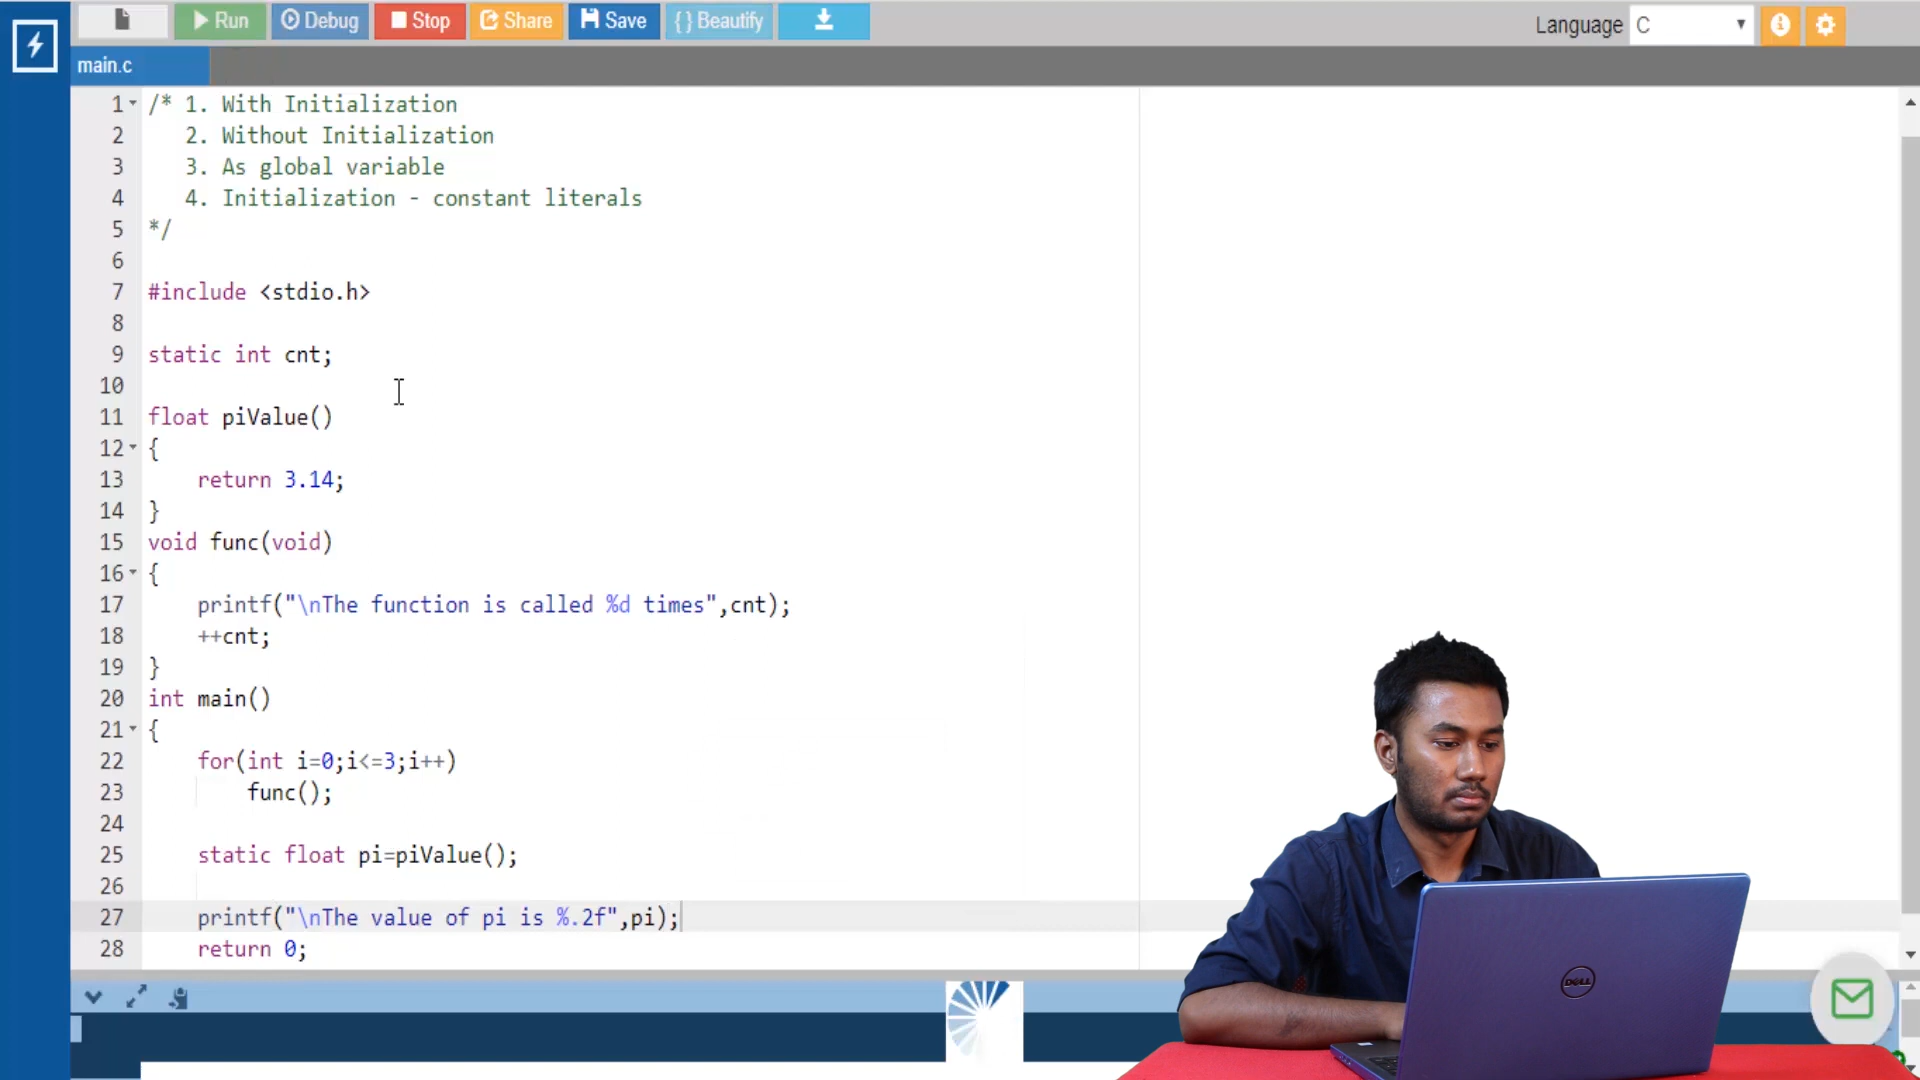 Run Debug Stop Share Save {} Beautify Language C
main.c
1 /* 1. With Initialization
2 2. Without Initialization
3 3. As global variable
4 4. Initialization - constant literals
5 */
6
7 #include <stdio.h>
8
9 static int cnt;
10
11 float piValue()
12 {
13 return 3.14;
14 }
15 void func(void)
16 {
17 printf("\nThe function is called %d times",cnt);
18 ++cnt;
19 }
20 int main()
21 {
22 for(int i=0;i<=3;i++)
23 func();
24
25 static float pi=piValue();
26
27 printf("\nThe value of pi is %.2f",pi);
28 return 0;
DELL